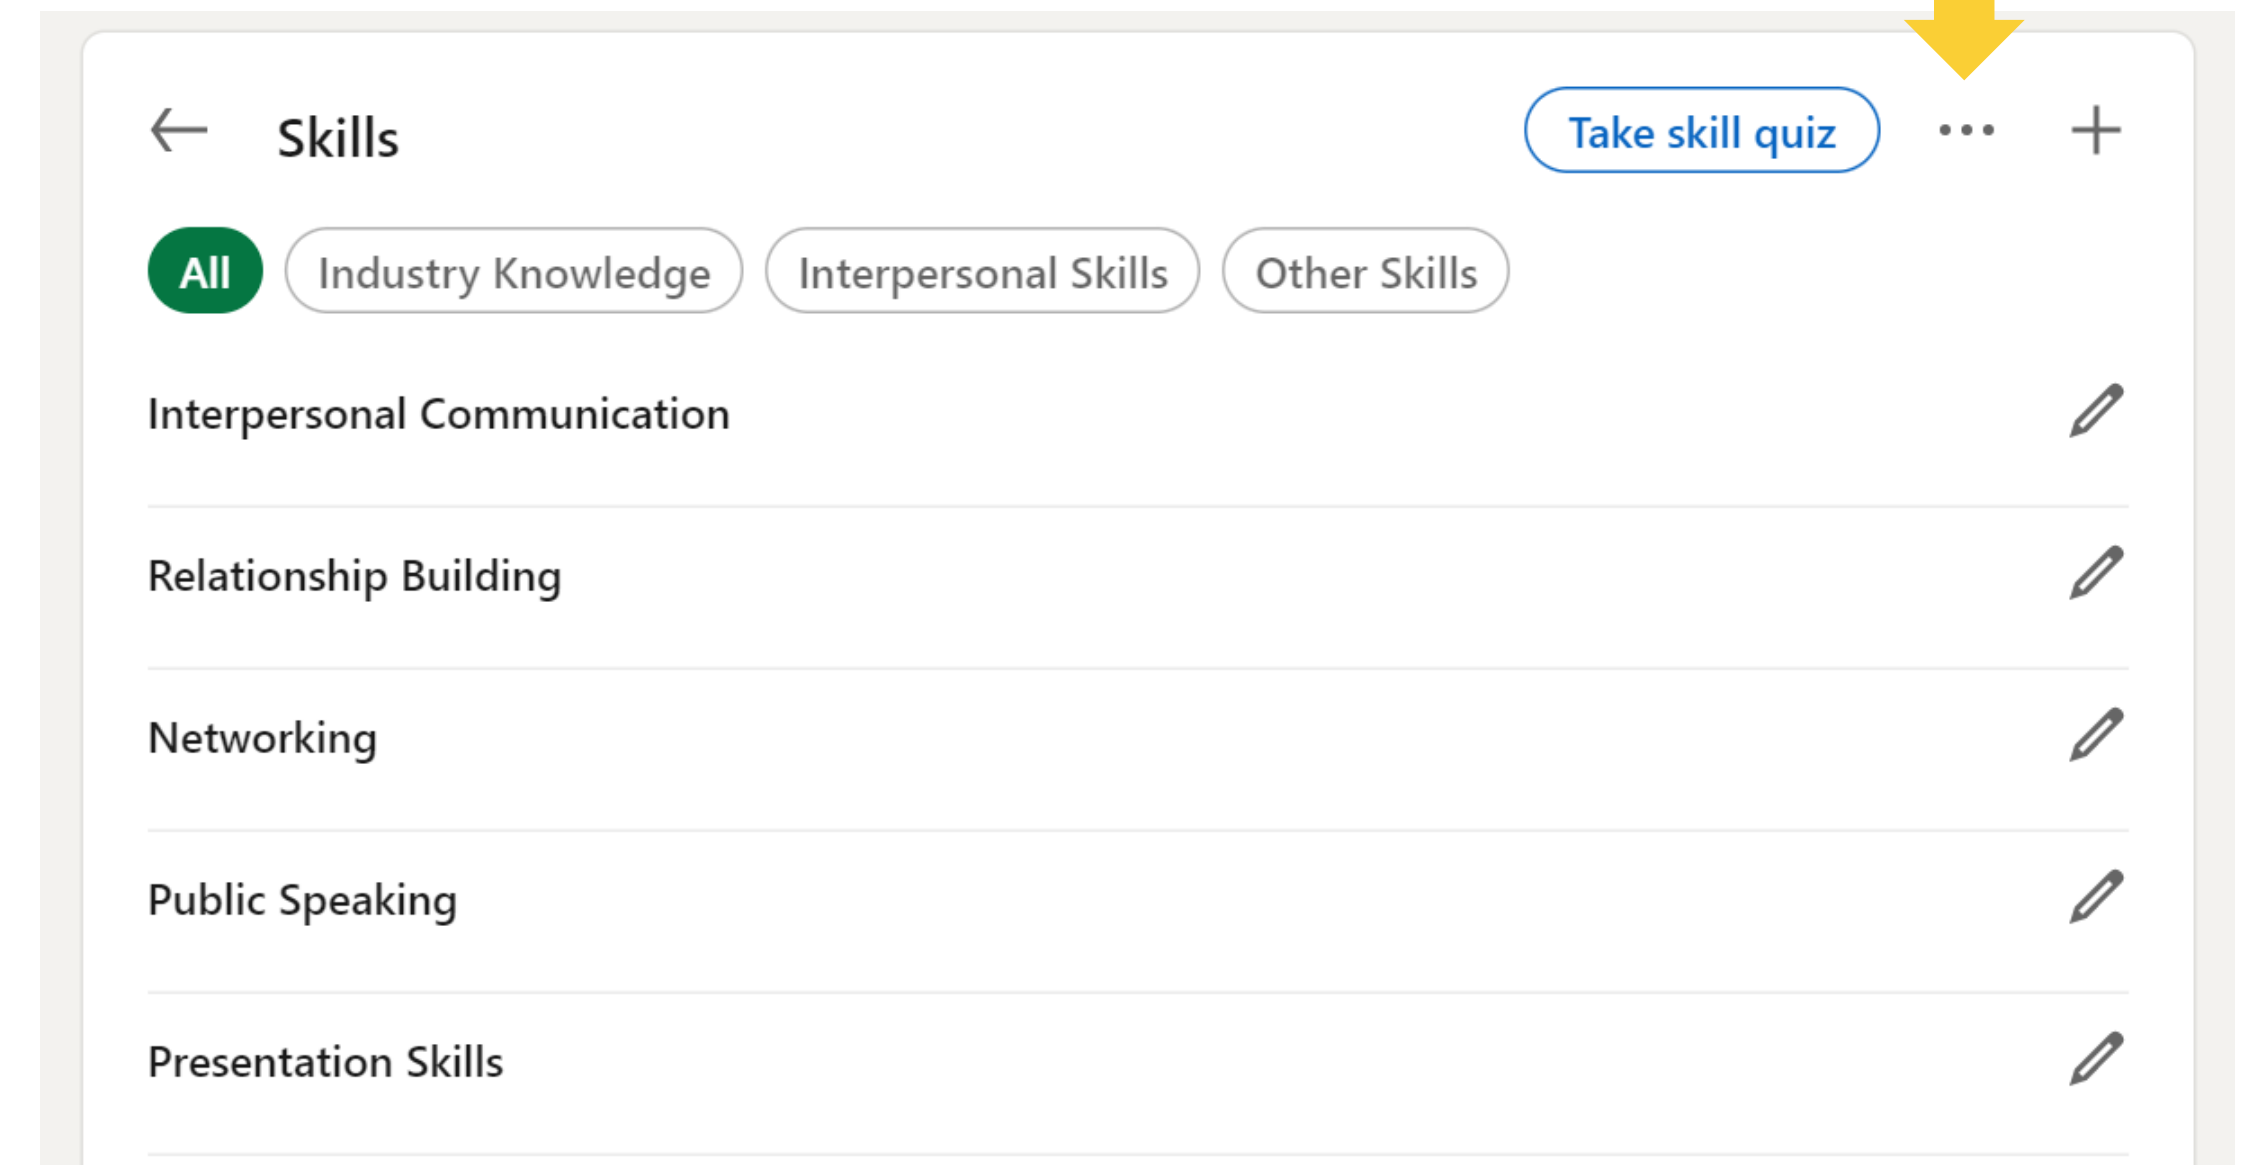 Skills
Take skill quiz
All
Industry Knowledge
Interpersonal Skills
Other Skills
Interpersonal Communication
Relationship Building
Networking
Public Speaking
Presentation Skills